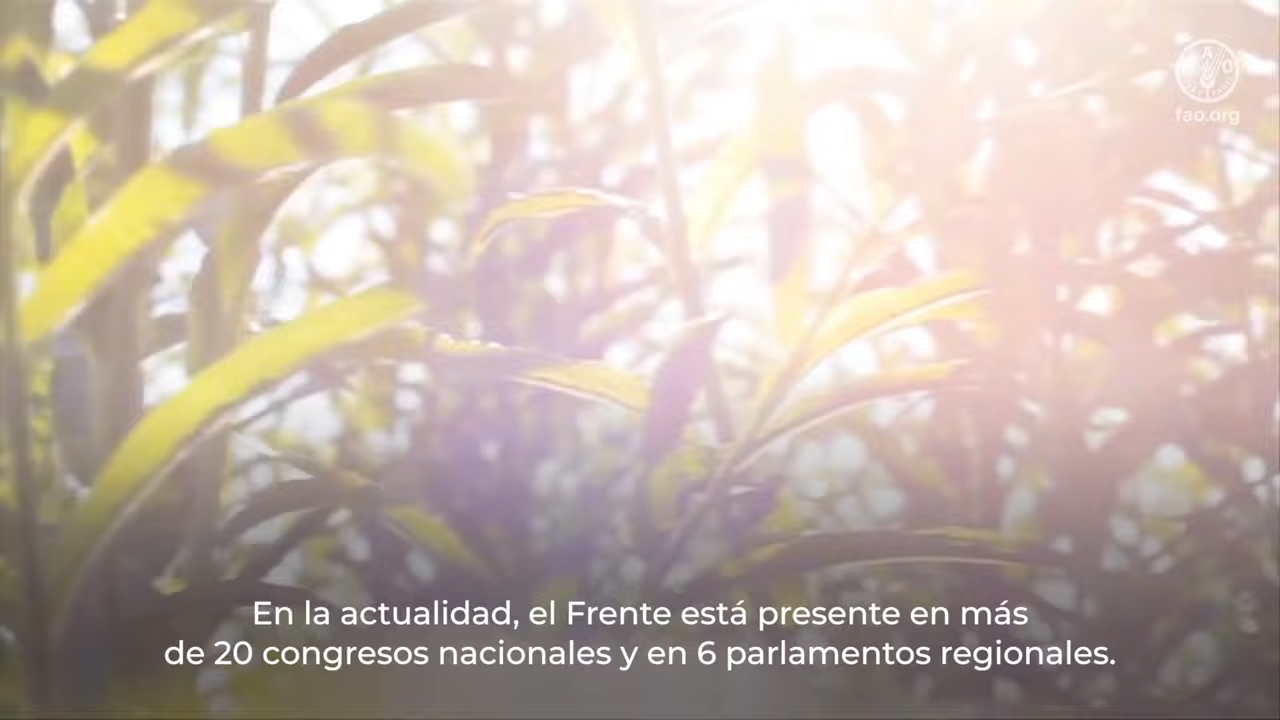 FAO
fao.org
En la actualidad, el Frente está presente en más
de 20 congresos nacionales y en 6 parlamentos regionales.